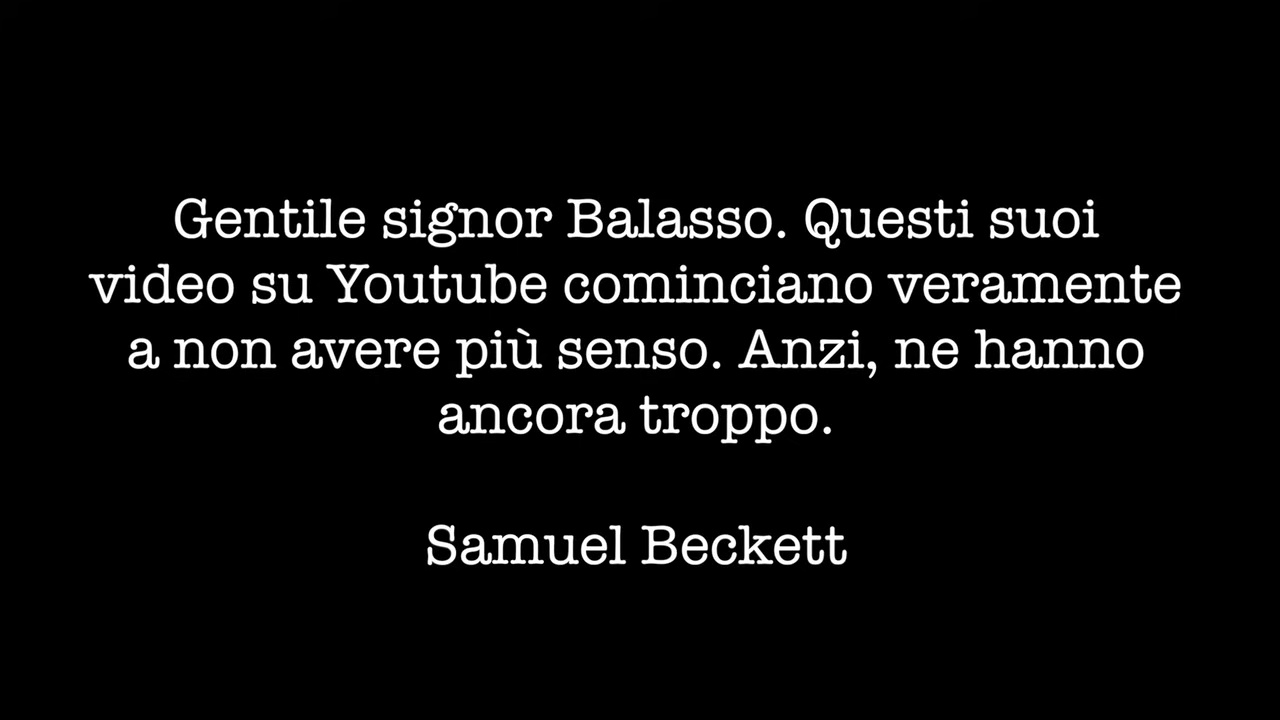 Gentile signor Balasso. Questi suoi
video su Youtube cominciano veramente
a non avere più senso. Anzi, ne hanno
ancora troppo.
Samuel Beckett